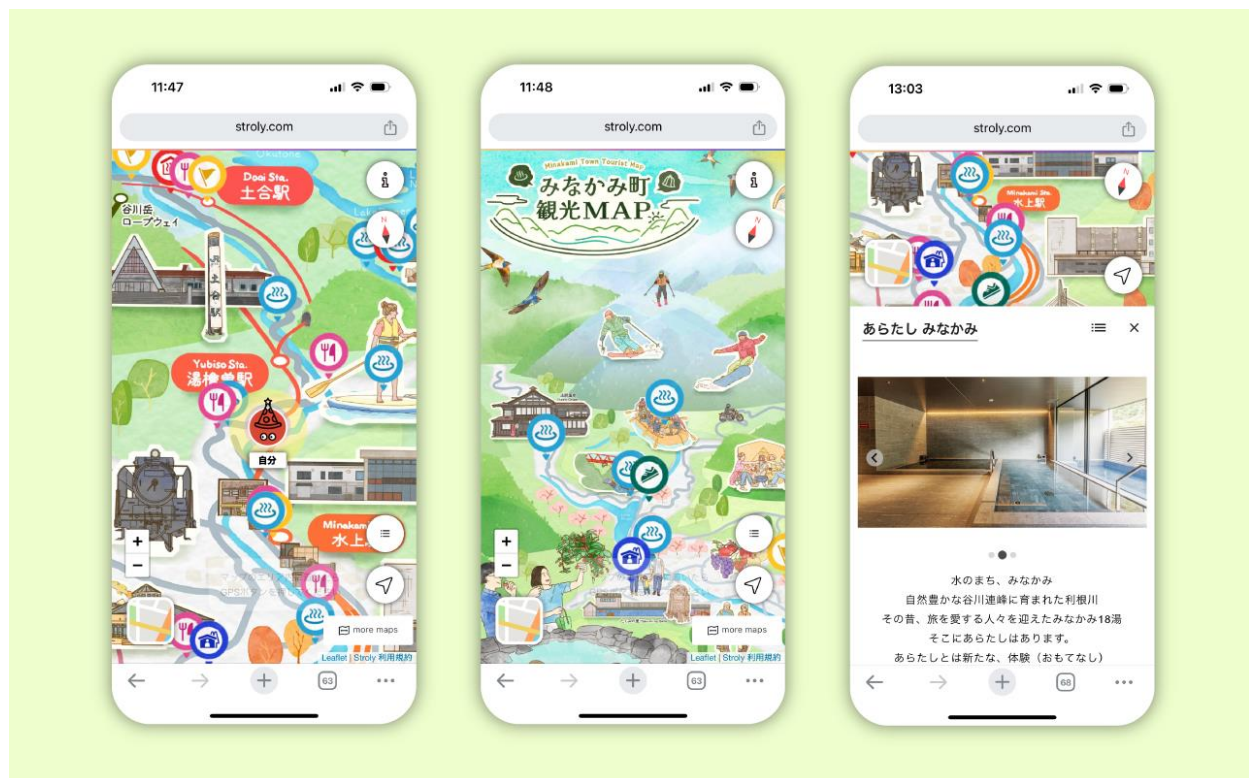 11:47
stroly.com
Okutone
Doai Sta.
土合駅
谷川岳
ロープウェイ
土合駅
Yubiso Sta.
自分
Minakami
水上
+
−
more maps
Leaflet | Stroly 利用規約
63
11:48
stroly.com
Minakami Town Tourist Map
みなかみ町
観光MAP
N
+
−
more maps
Leaflet | Stroly 利用規約
63
13:03
stroly.com
N
Minakami Sta.
水上駅
あらたし みなかみ
水のまち、みなかみ
自然豊かな谷川連峰に育まれた利根川
その昔、旅を愛する人々を迎えたみなかみ18湯
そこにあらたしはあります。
あらたしとは新たな、体験（おもてなし）
68